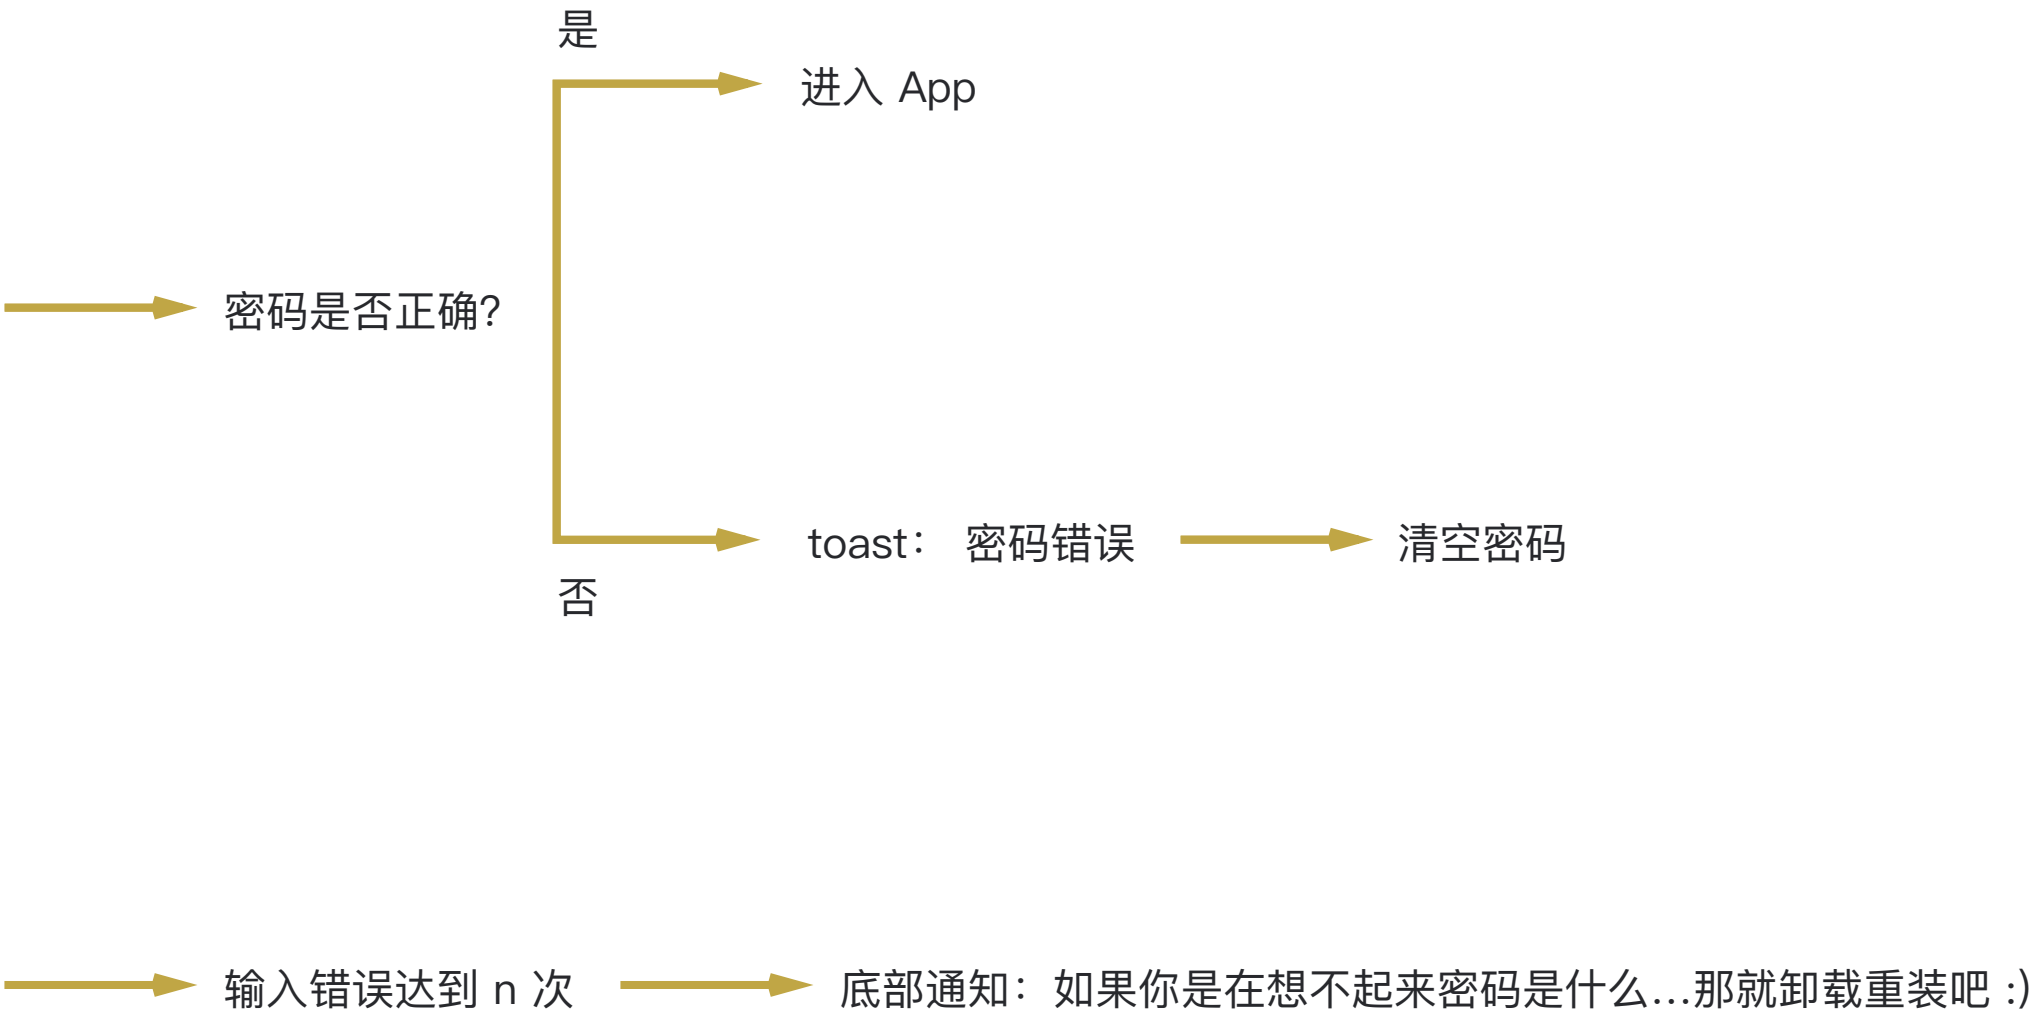 是
进入 App
密码是否正确？
toast： 密码错误
清空密码
否
输入错误达到 n 次
底部通知：如果你是在想不起来密码是什么…那就卸载重装吧 :)